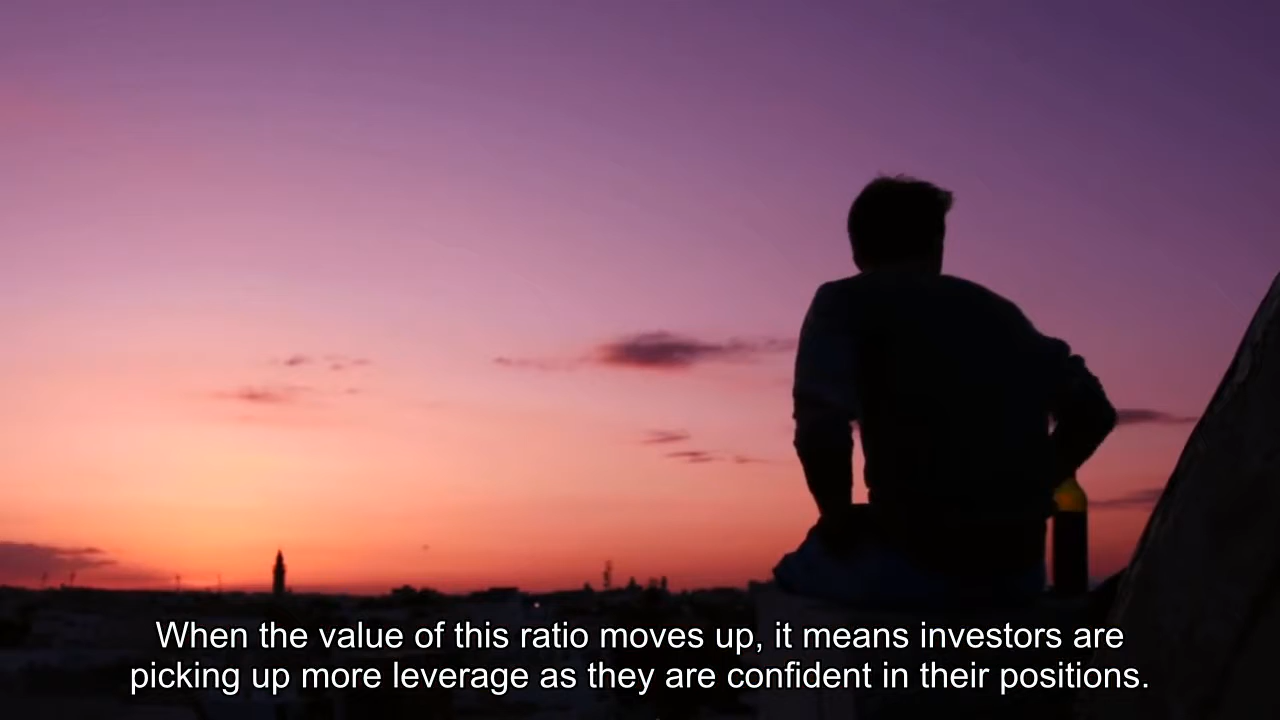 When the value of this ratio moves up, it means investors are
picking up more leverage as they are confident in their positions.